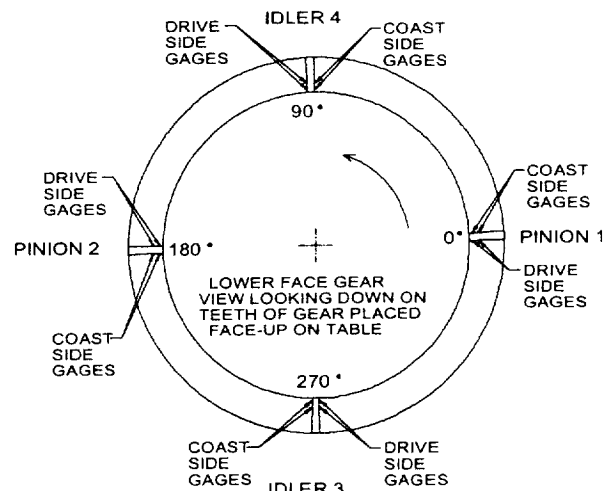 IDLER 4
DRIVE
SIDE
GAGES
COAST
SIDE
GAGES
90°
DRIVE
SIDE
GAGES
COAST
SIDE
GAGES
PINION 2
180°
0°
PINION 1
DRIVE
SIDE
GAGES
LOWER FACE GEAR
VIEW LOOKING DOWN ON
TEETH OF GEAR PLACED
FACE-UP ON TABLE
COAST
SIDE
GAGES
270°
COAST
SIDE
GAGES
DRIVE
SIDE
GAGES
IDLER 3